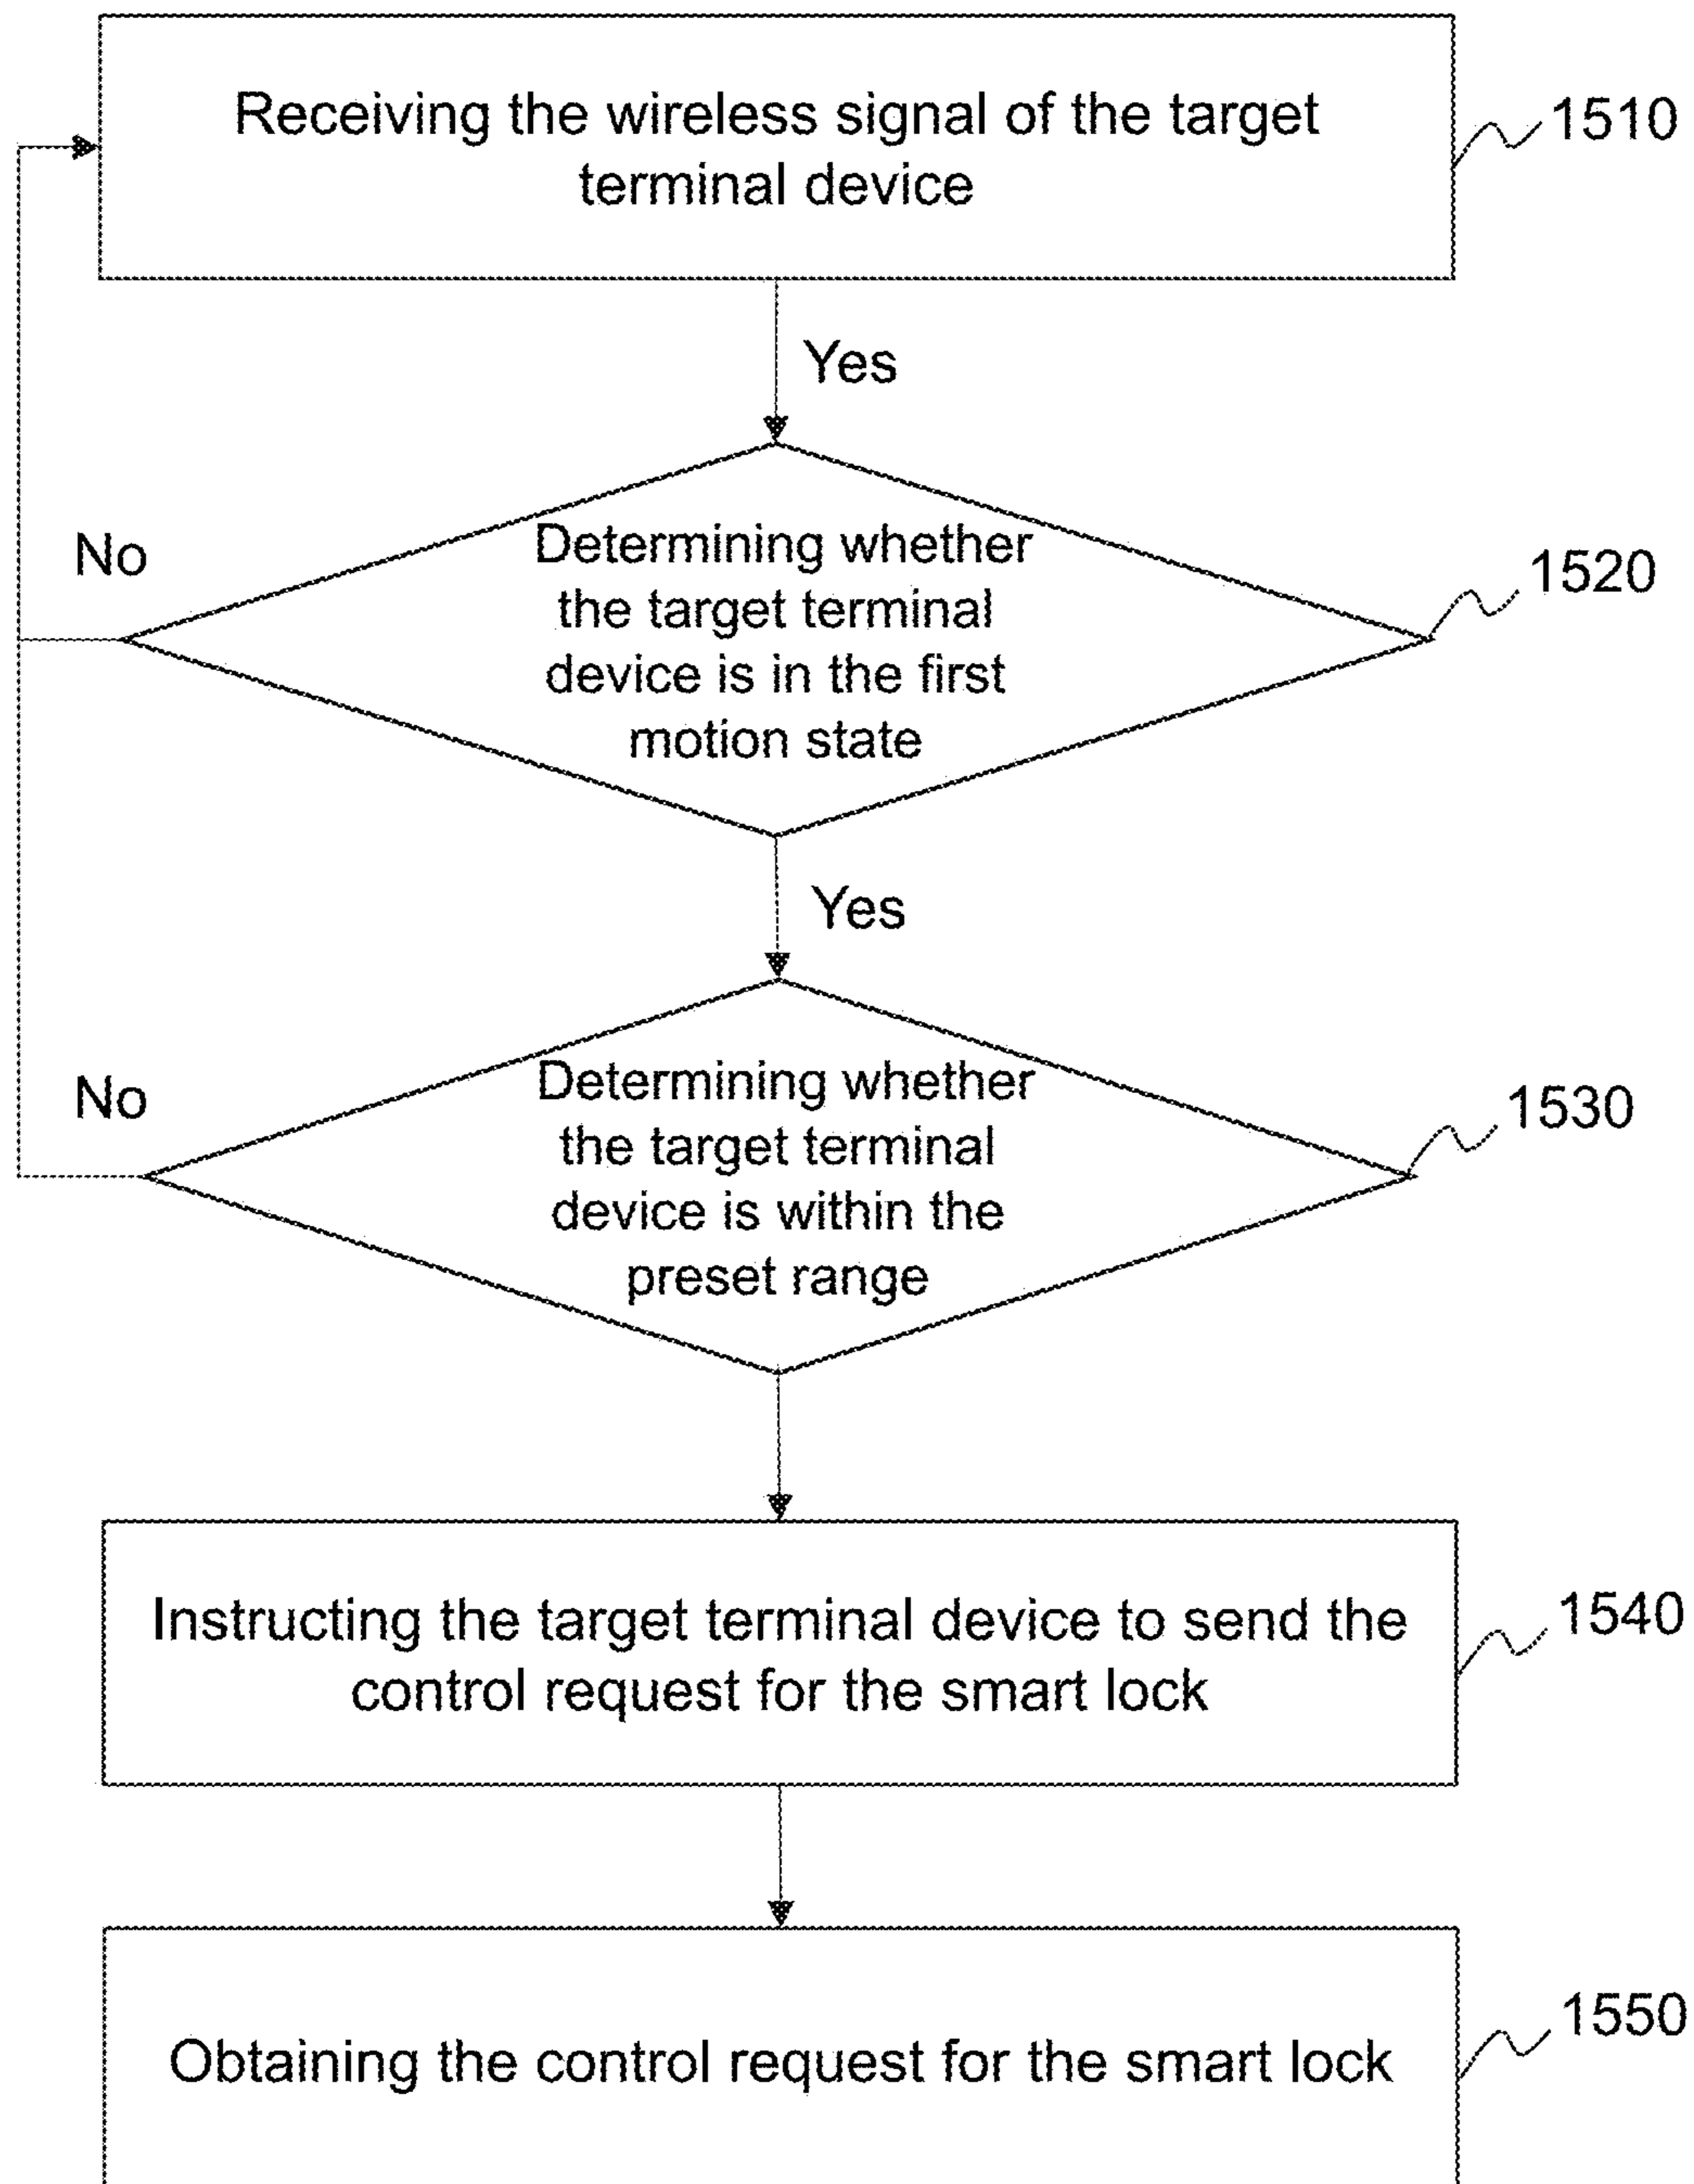 Receiving the wireless signal of the target
terminal device
1510
Yes
No
Determining whether
the target terminal
device is in the first
motion state
1520
Yes
No
Determining whether
the target terminal
device is within the
preset range
1530
Instructing the target terminal device to send the
control request for the smart lock
1540
Obtaining the control request for the smart lock
1550